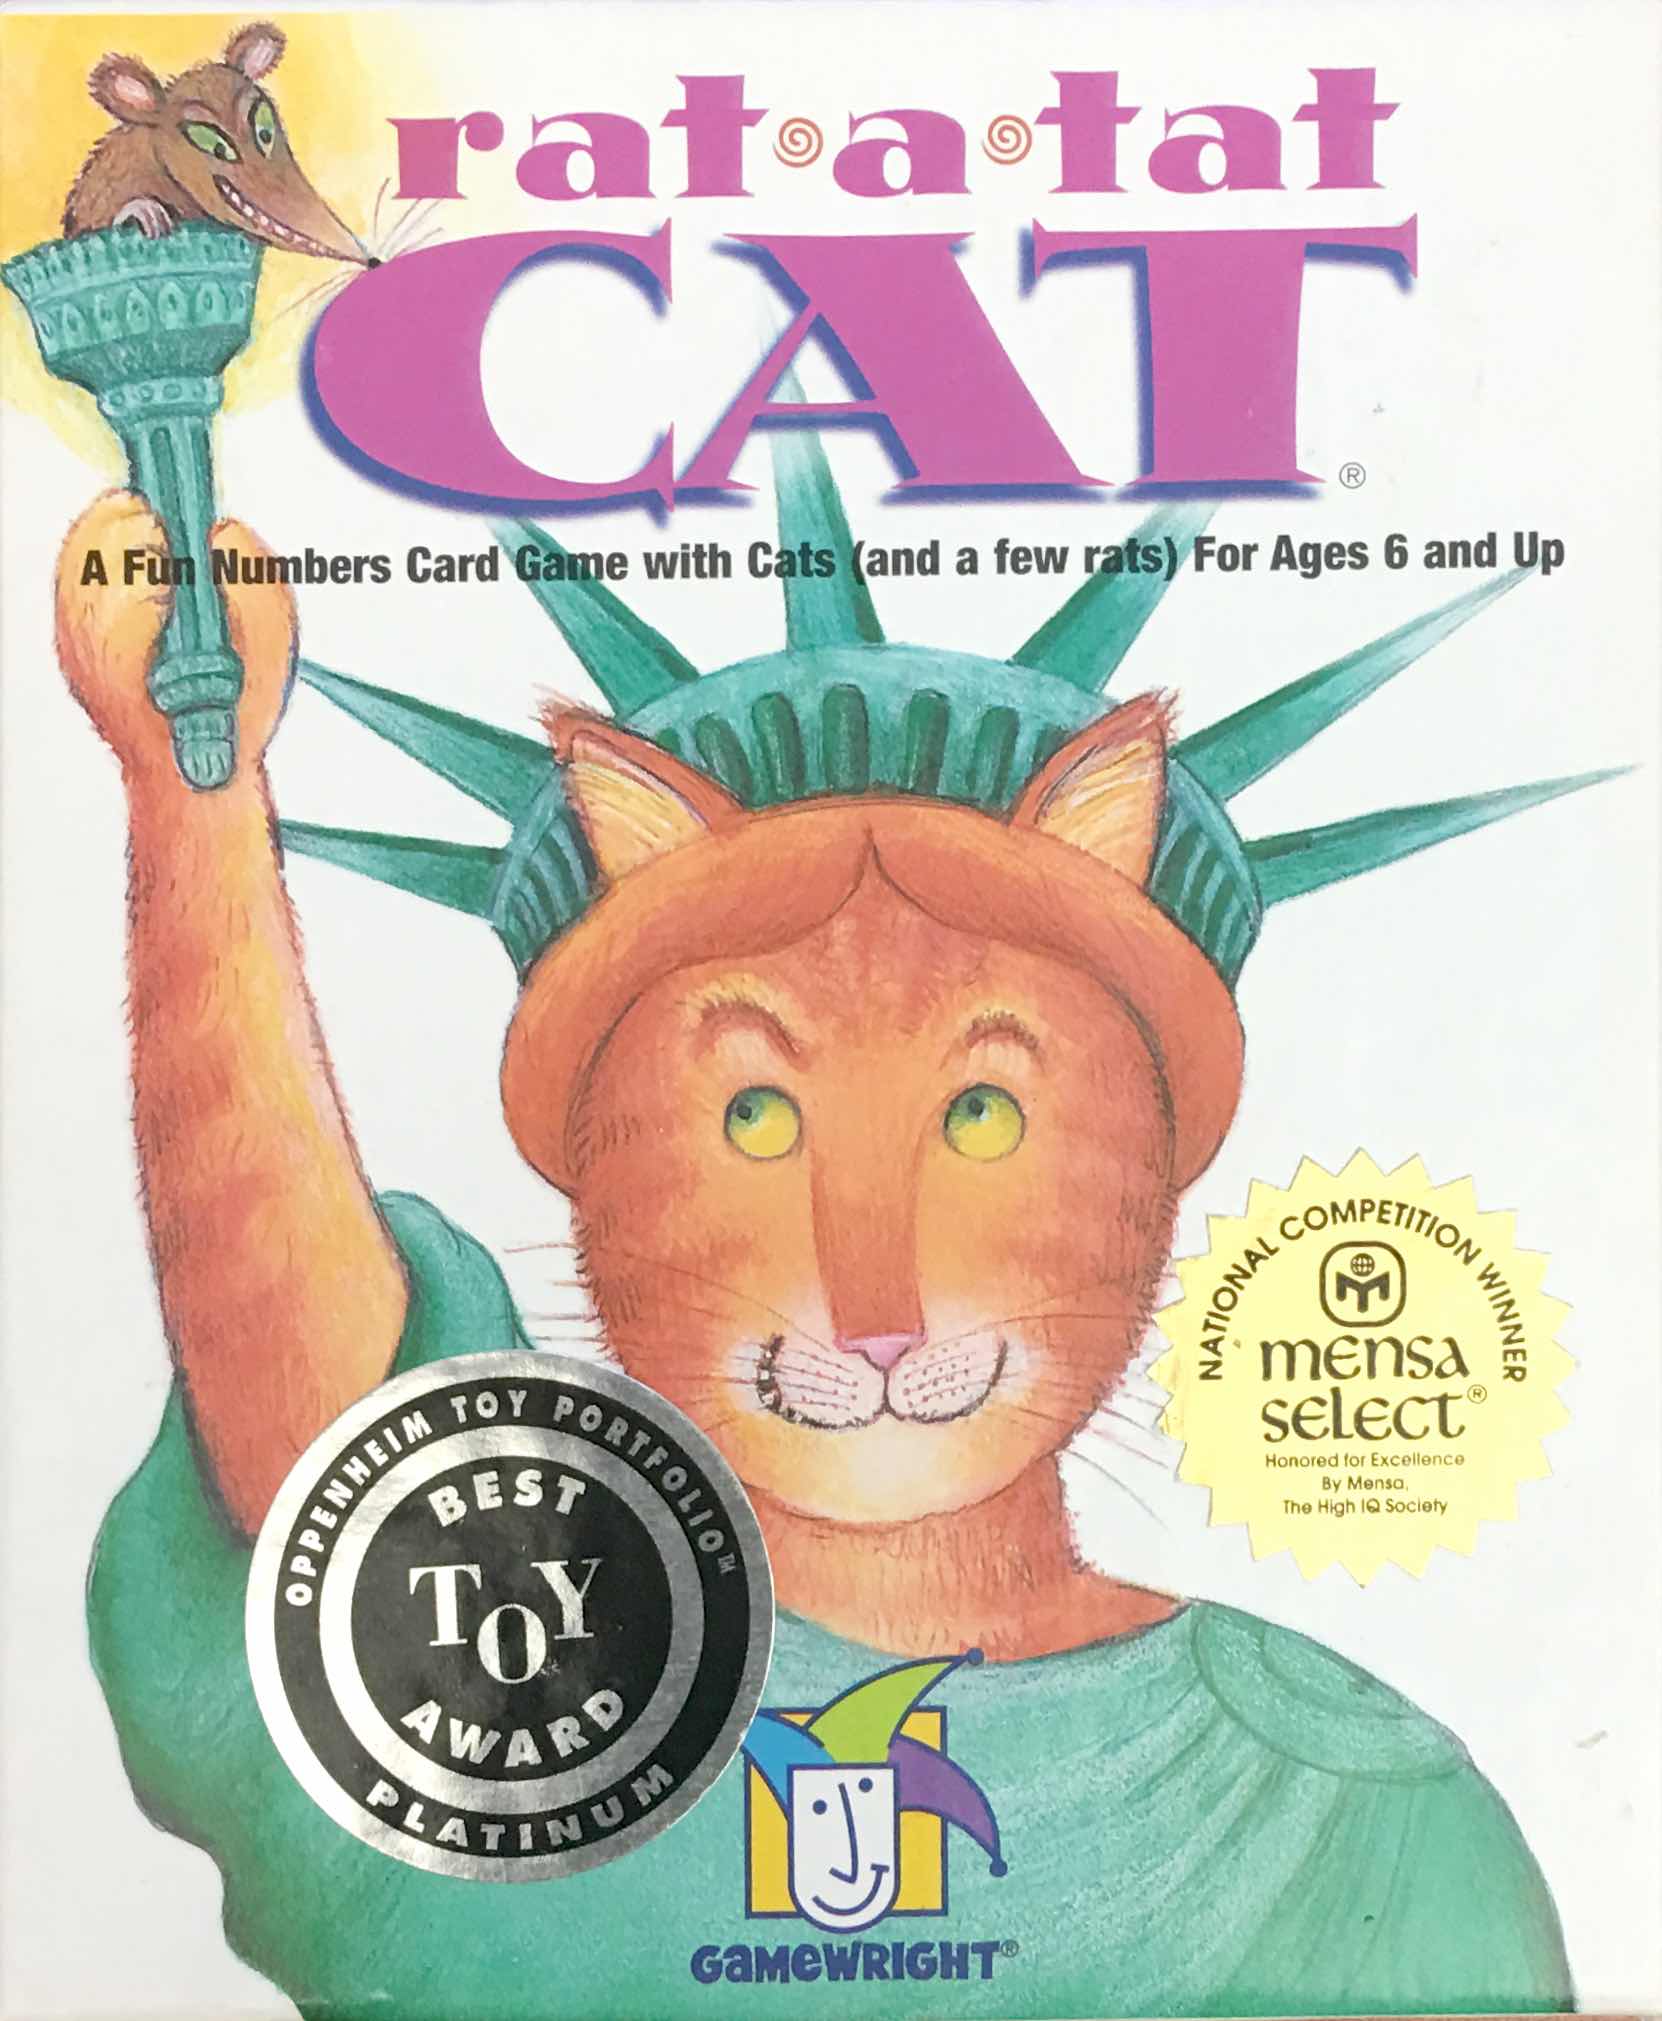 rat•a•tat
CAT®
A Fun Numbers Card Game with Cats (and a few rats) For Ages 6 and Up
NATIONAL COMPETITION WINNER
mensa
select®
Honored for Excellence
By Mensa,
The High IQ Society
OPPENHEIM TOY PORTFOLIO™
BEST
TOY
AWARD
PLATINUM
GAMEWRIGHT®